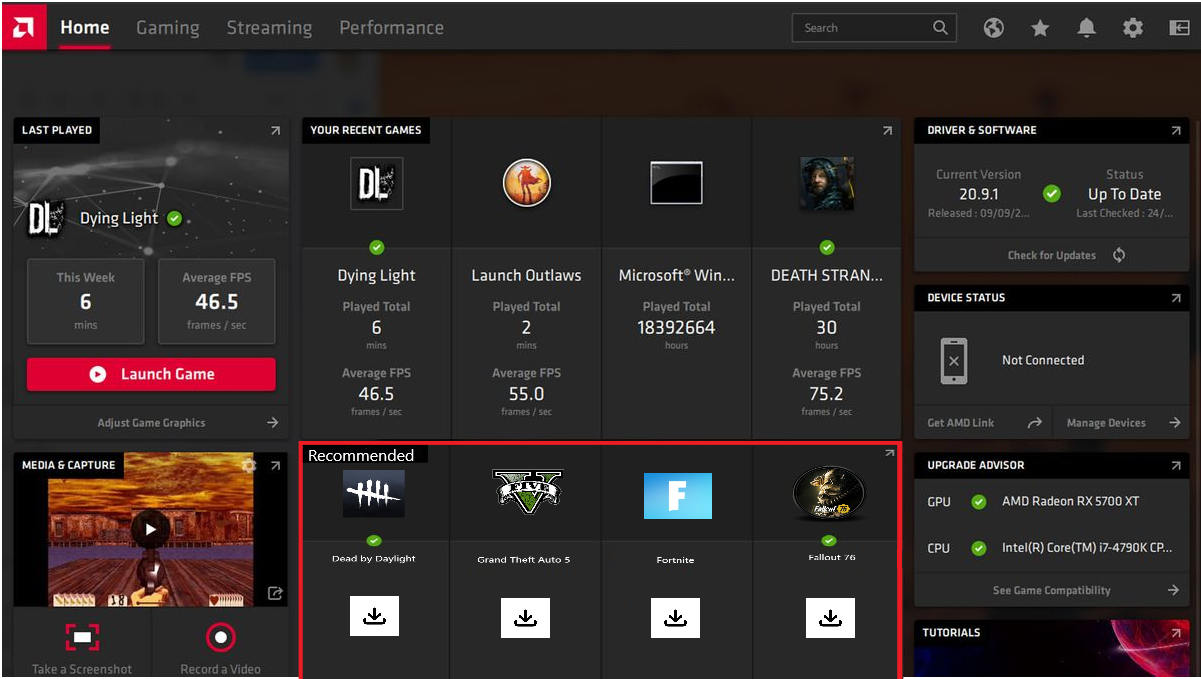 Home
Gaming
Streaming
Performance
Search
LAST PLAYED
DL
Dying Light
This Week
6
mins
Average FPS
46.5
frames / sec
Launch Game
Adjust Game Graphics
YOUR RECENT GAMES
DL
Dying Light
Played Total
6
mins
Average FPS
46.5
frames / sec
Launch Outlaws
Played Total
2
mins
Average FPS
55.0
frames / sec
Microsoft® Win...
Played Total
18392664
hours
DEATH STRAN...
Played Total
30
hours
Average FPS
75.2
frames / sec
DRIVER & SOFTWARE
Current Version
20.9.1
Released : 09/09/2...
Status
Up To Date
Last Checked : 24/...
Check for Updates
DEVICE STATUS
Not Connected
Get AMD Link
Manage Devices
MEDIA & CAPTURE
Take a Screenshot
Record a Video
Recommended
Dead by Daylight
FIVE
Grand Theft Auto 5
F
Fortnite
Fallout 76
Fallout 76
UPGRADE ADVISOR
GPU
AMD Radeon RX 5700 XT
CPU
Intel(R) Core(TM) i7-4790K CP...
See Game Compatibility
TUTORIALS